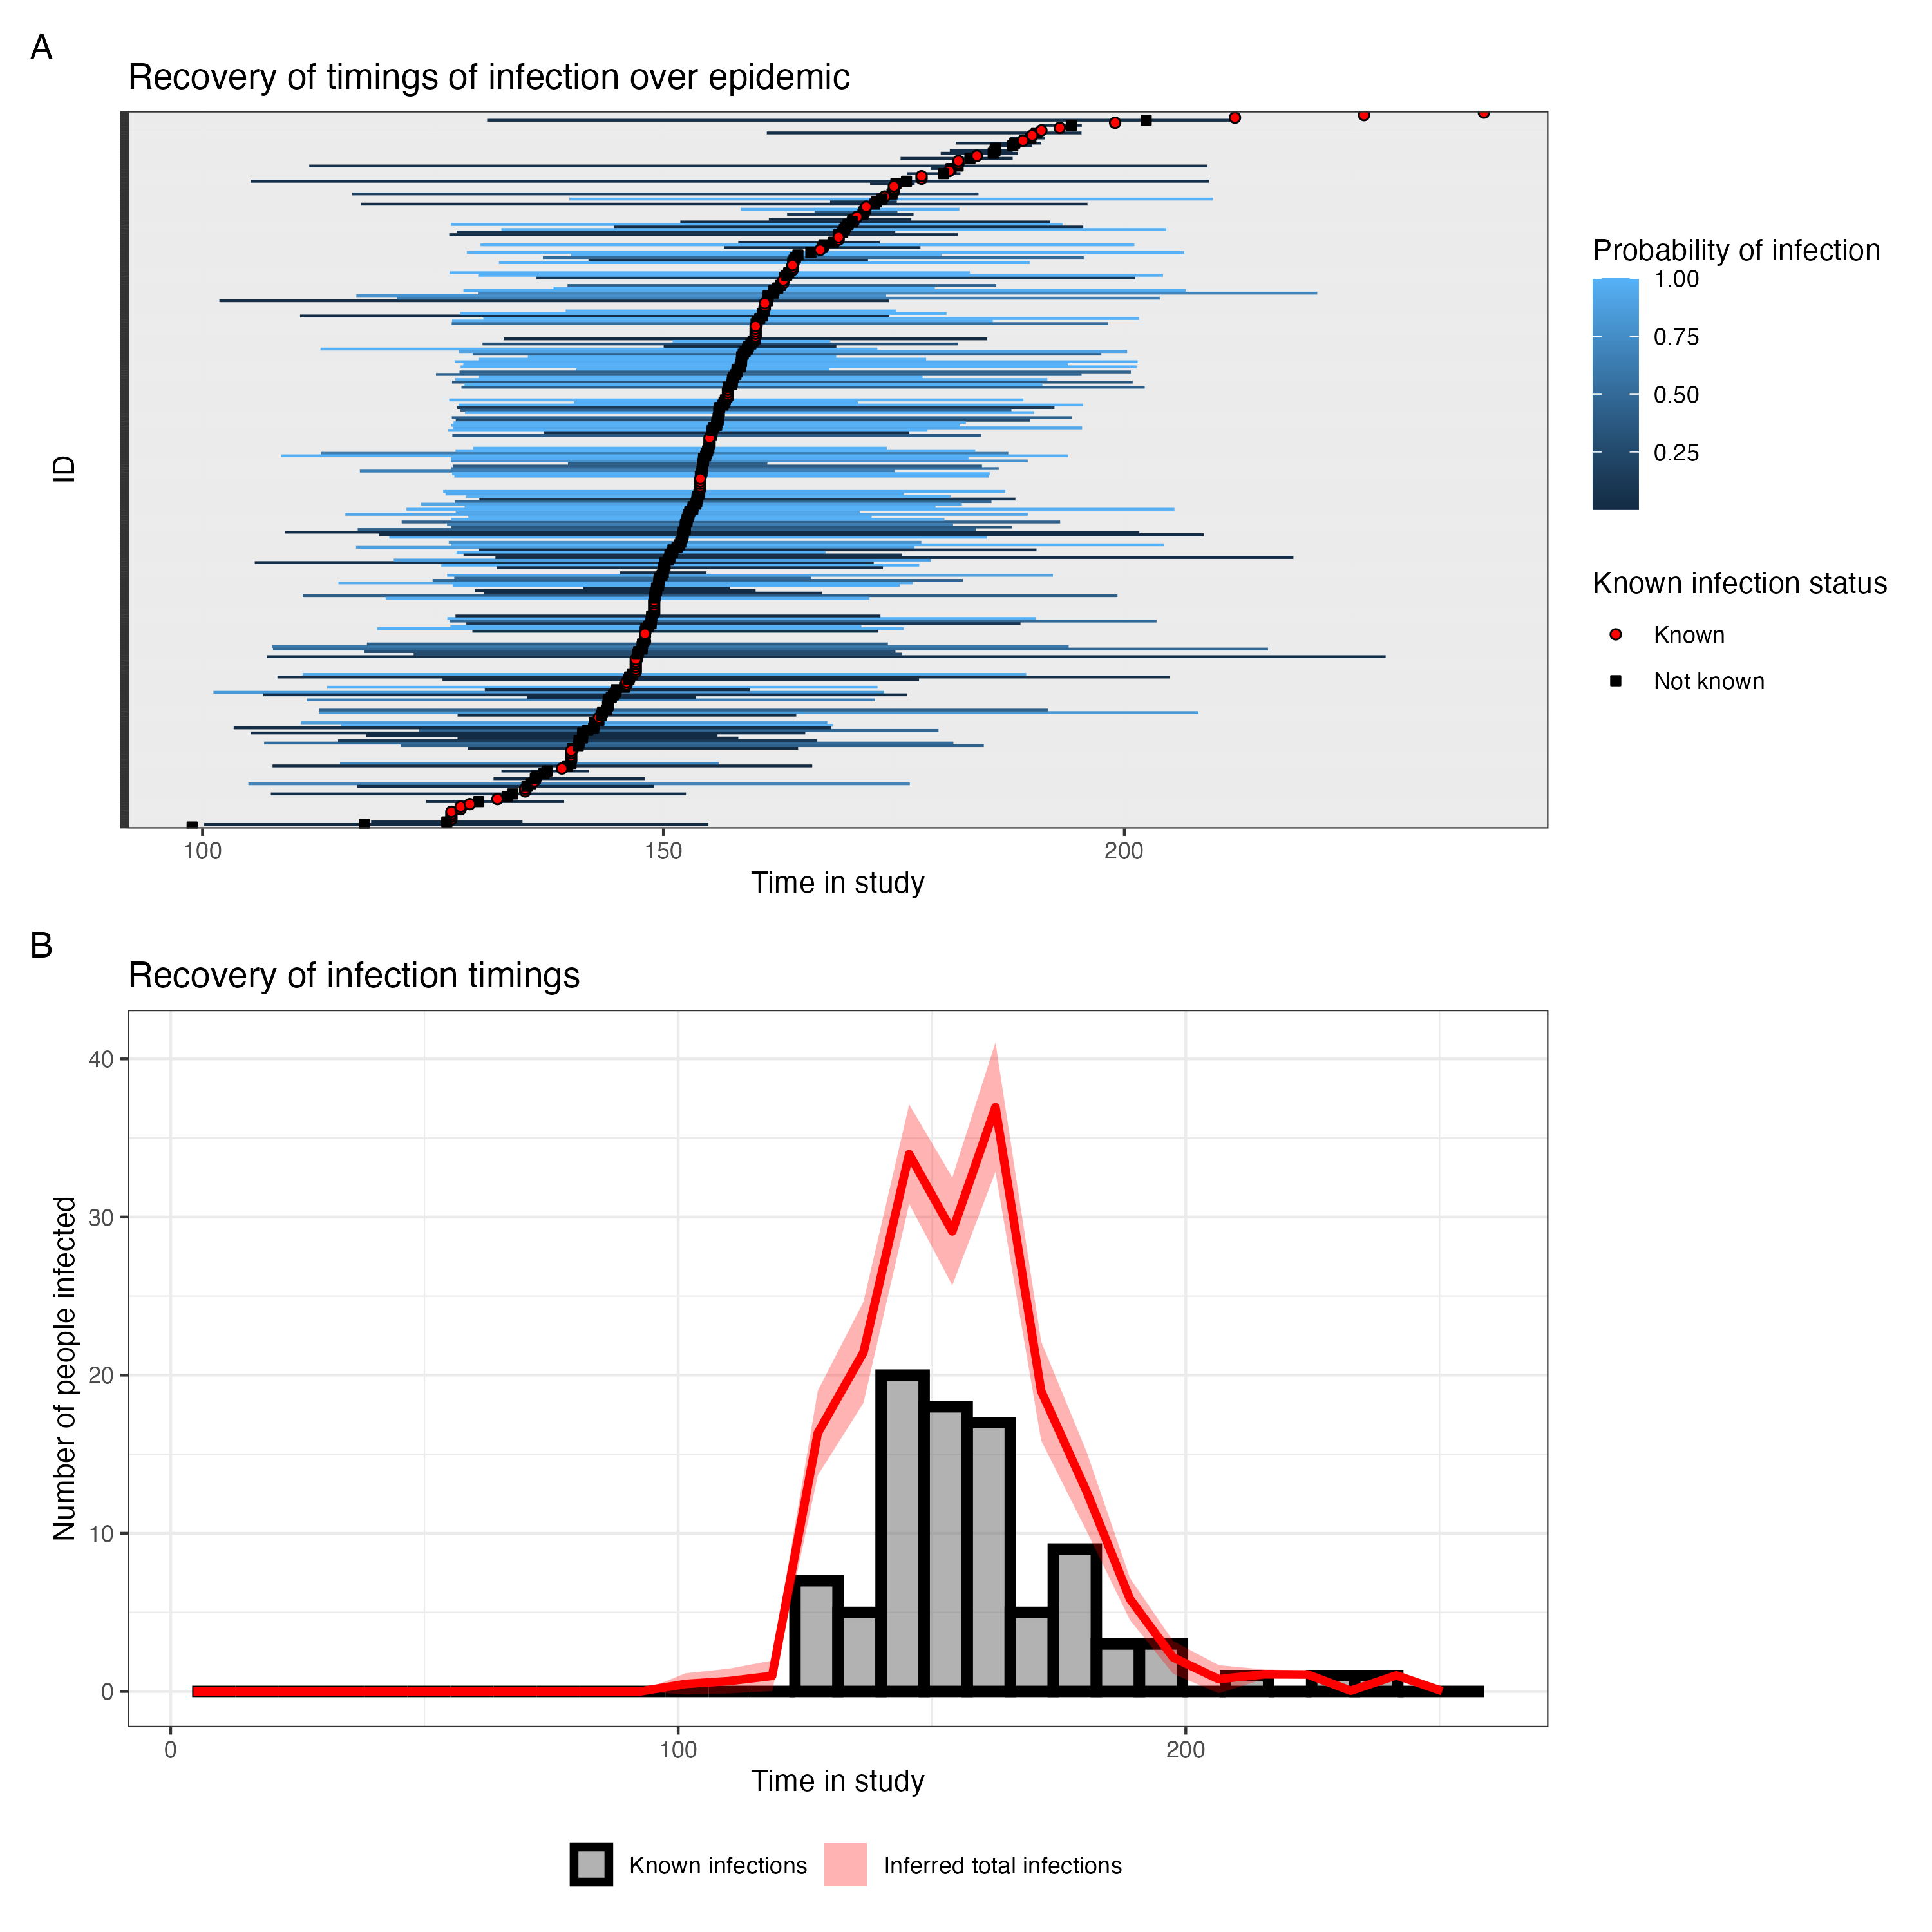 A
Recovery of timings of infection over epidemic
ID
100 150 200
Time in study
Probability of infection
1.00
0.75
0.50
0.25
Known infection status
Known
Not known
B
Recovery of infection timings
Number of people infected
40
30
20
10
0
0 100 200
Time in study
Known infections Inferred total infections